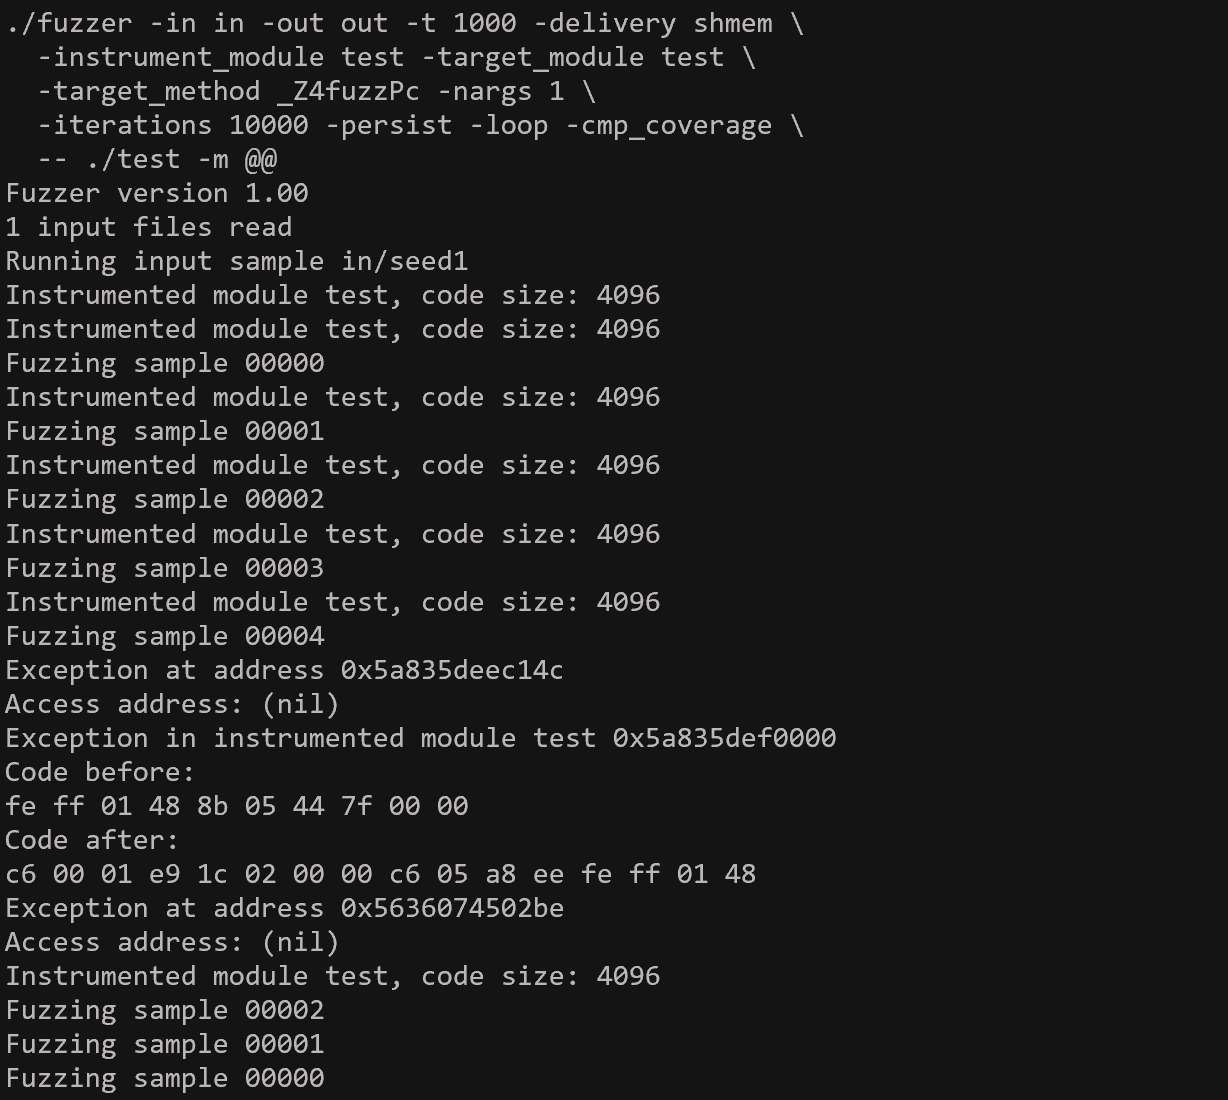 ./fuzzer -in in -out out -t 1000 -delivery shmem \
  -instrument_module test -target_module test \
  -target_method _Z4fuzzPc -nargs 1 \
  -iterations 10000 -persist -loop -cmp_coverage \
  -- ./test -m @@
Fuzzer version 1.00
1 input files read
Running input sample in/seed1
Instrumented module test, code size: 4096
Instrumented module test, code size: 4096
Fuzzing sample 00000
Instrumented module test, code size: 4096
Fuzzing sample 00001
Instrumented module test, code size: 4096
Fuzzing sample 00002
Instrumented module test, code size: 4096
Fuzzing sample 00003
Instrumented module test, code size: 4096
Fuzzing sample 00004
Exception at address 0x5a835deec14c
Access address: (nil)
Exception in instrumented module test 0x5a835def0000
Code before:
fe ff 01 48 8b 05 44 7f 00 00
Code after:
c6 00 01 e9 1c 02 00 00 c6 05 a8 ee fe ff 01 48
Exception at address 0x5636074502be
Access address: (nil)
Instrumented module test, code size: 4096
Fuzzing sample 00002
Fuzzing sample 00001
Fuzzing sample 00000